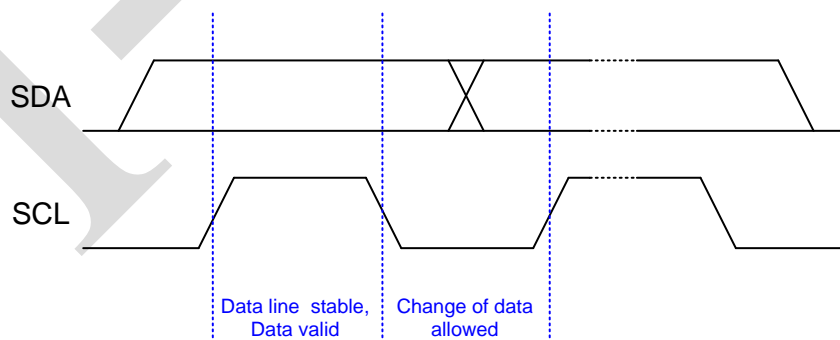 SDA
SCL
Data line stable,
Data valid
Change of data
allowed